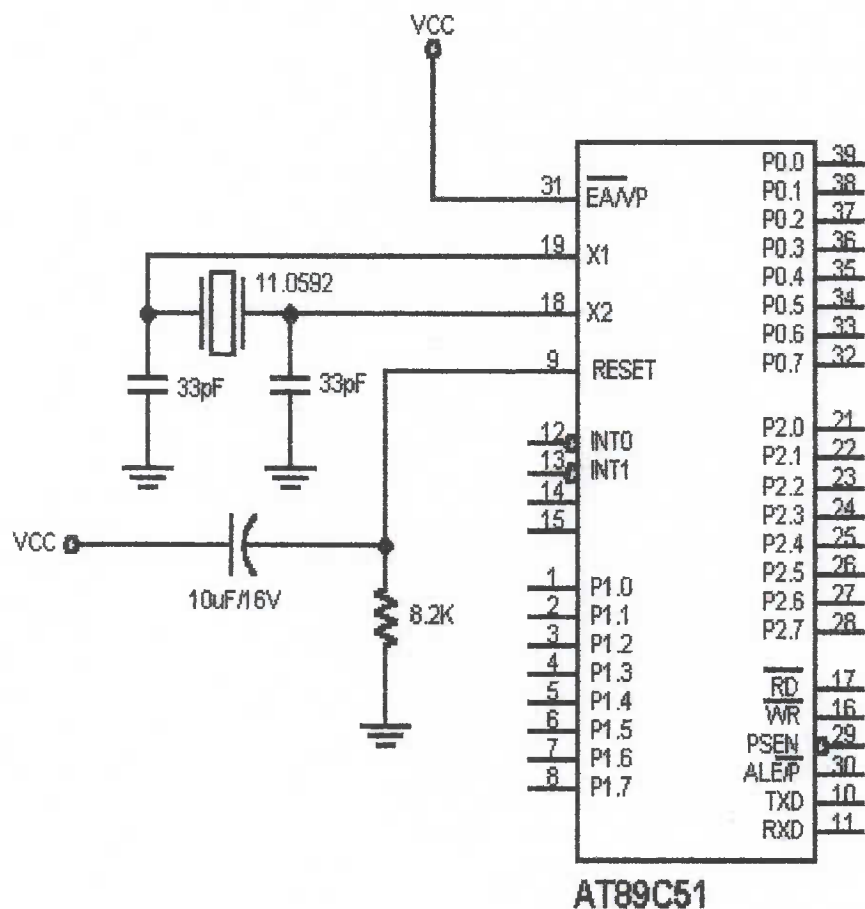 VCC
31 EA/VP
19 X1
11.0592
18 X2
33pF
33pF
9 RESET
12 INT0
13 INT1
14
15
VCC
10uF/16V
8.2K
1 P1.0
2 P1.1
3 P1.2
4 P1.3
5 P1.4
6 P1.5
7 P1.6
8 P1.7
P0.0 39
P0.1 38
P0.2 37
P0.3 36
P0.4 35
P0.5 34
P0.6 33
P0.7 32
P2.0 21
P2.1 22
P2.2 23
P2.3 24
P2.4 25
P2.5 26
P2.6 27
P2.7 28
RD 17
WR 16
PSEN 29
ALE/P 30
TXD 10
RXD 11
AT89C51